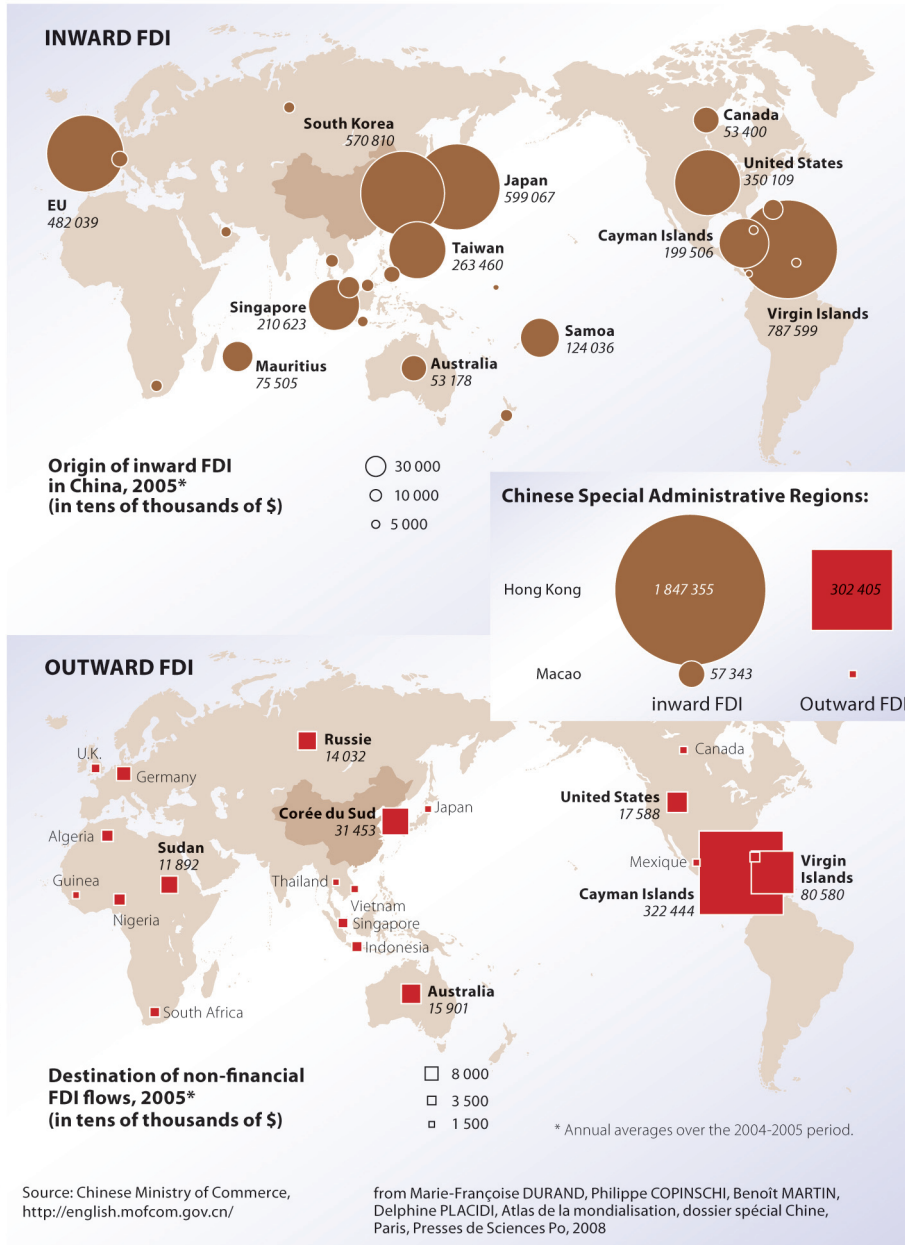 INWARD FDI
Canada
53 400
South Korea
570 810
United States
350 109
Japan
599 067
EU
482 039
Cayman Islands
199 506
Taiwan
263 460
Singapore
210 623
Virgin Islands
787 599
Samoa
124 036
Mauritius
75 505
Australia
53 178
Origin of inward FDI
in China, 2005*
(in tens of thousands of $)
30 000
10 000
5 000
Chinese Special Administrative Regions:
Hong Kong
1 847 355
302 405
Macao
57 343
inward FDI
Outward FDI
OUTWARD FDI
Russie
14 032
U.K.
Germany
Canada
United States
17 588
Corée du Sud
31 453
Japan
Algeria
Sudan
11 892
Mexique
Virgin
Islands
80 580
Cayman Islands
322 444
Guinea
Nigeria
Thailand
Vietnam
Singapore
Indonesia
Australia
15 901
South Africa
Destination of non-financial
FDI flows, 2005*
(in tens of thousands of $)
8 000
3 500
1 500
* Annual averages over the 2004-2005 period.
Source: Chinese Ministry of Commerce,
http://english.mofcom.gov.cn/
from Marie-Françoise DURAND, Philippe COPINSCHI, Benoît MARTIN,
Delphine PLACIDI, Atlas de la mondialisation, dossier spécial Chine,
Paris, Presses de Sciences Po, 2008